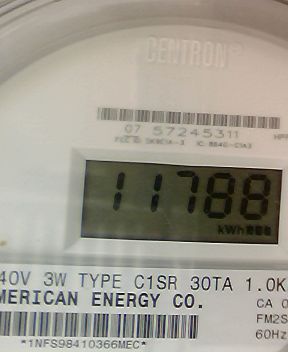 CENTRON®
07 57245311
11788
kWh
40V 3W TYPE C1SR 30TA 1.0K
MERICAN ENERGY CO.
CA 0
FM2S
60Hz
*1NFS98410366MEC*